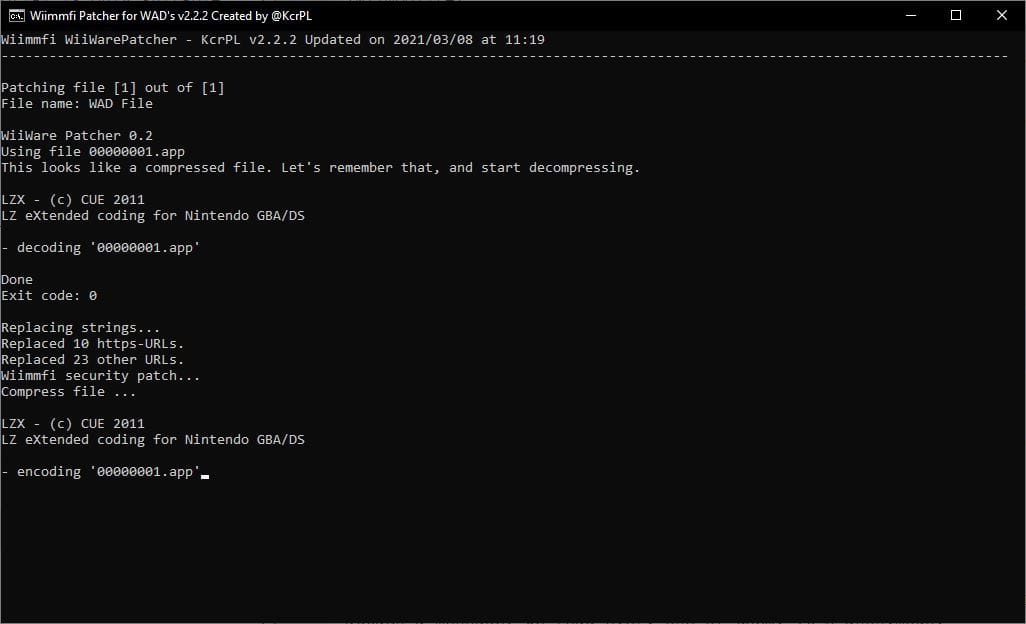 Wiimmfi Patcher for WAD's v2.2.2 Created by @KcrPL
Wiimmfi WiiWarePatcher - KcrPL v2.2.2 Updated on 2021/03/08 at 11:19
------------------------------------------------------------------------------------------------------------------------------
Patching file [1] out of [1]
File name: WAD File
WiiWare Patcher 0.2
Using file 00000001.app
This looks like a compressed file. Let's remember that, and start decompressing.
LZX - (c) CUE 2011
LZ eXtended coding for Nintendo GBA/DS
- decoding '00000001.app'
Done
Exit code: 0
Replacing strings...
Replaced 10 https-URLs.
Replaced 23 other URLs.
Wiimmfi security patch...
Compress file ...
LZX - (c) CUE 2011
LZ eXtended coding for Nintendo GBA/DS
- encoding '00000001.app'